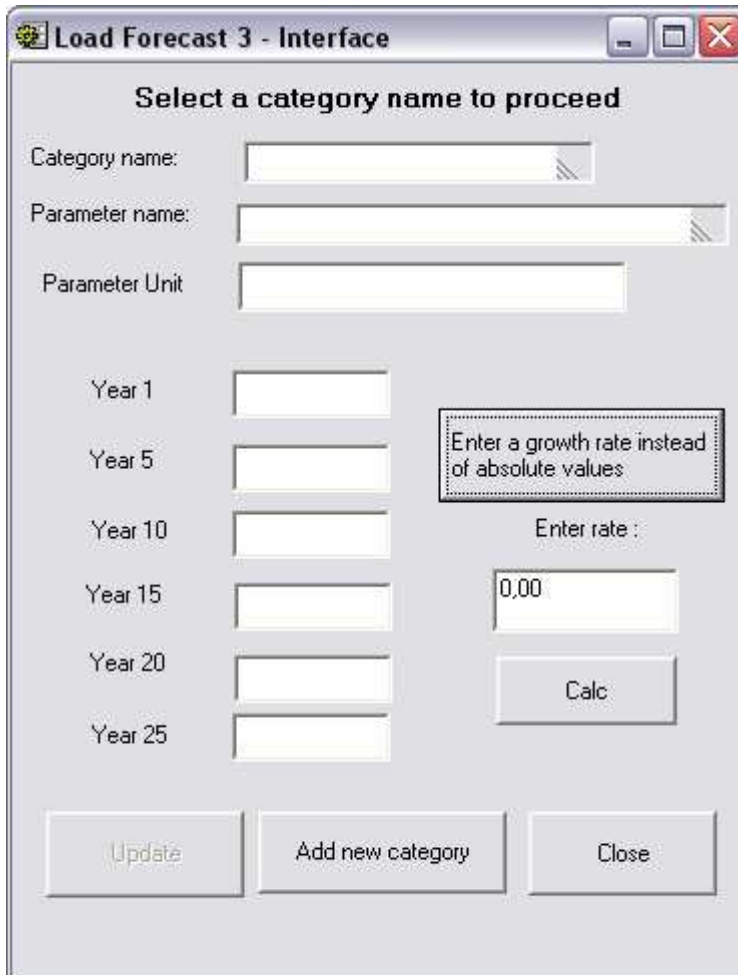 Load Forecast 3 - Interface
Select a category name to proceed
Category name:
Parameter name:
Parameter Unit
Year 1
Year 5
Year 10
Year 15
Year 20
Year 25
Enter a growth rate instead
of absolute values
Enter rate :
0,00
Calc
Update
Add new category
Close